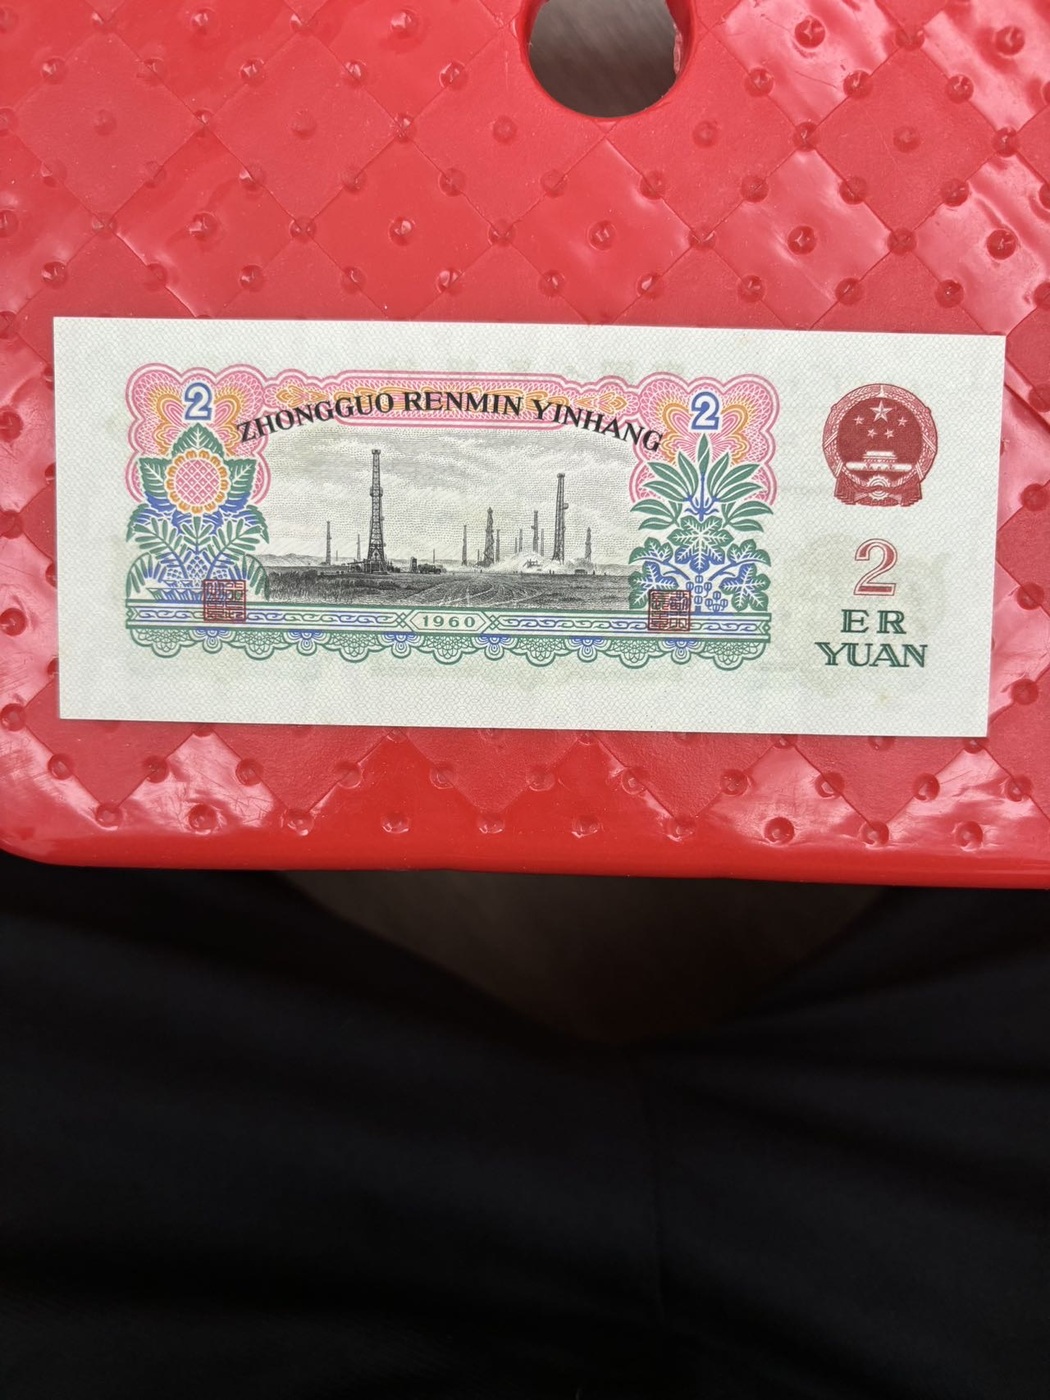 2 2
ZHONGGUO RENMIN YINHANG
1960
2
ER
YUAN